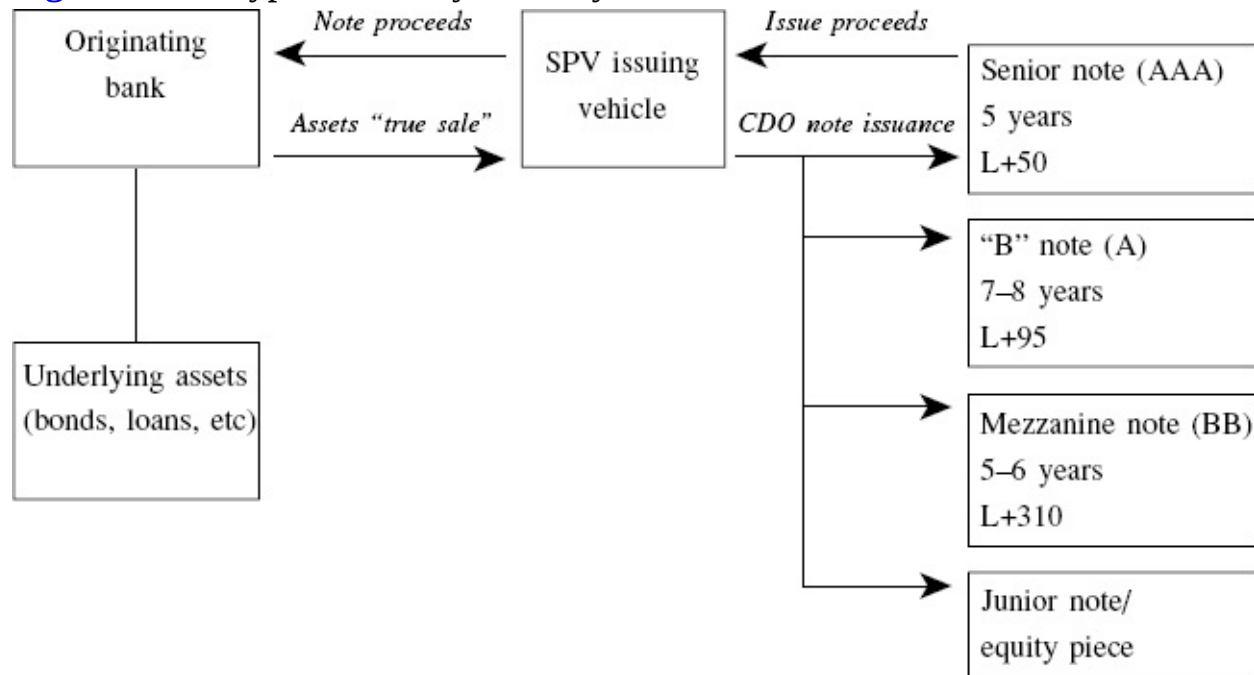 Originating
bank
Note proceeds
Assets “true sale”
SPV issuing
vehicle
Issue proceeds
CDO note issuance
Senior note (AAA)
5 years
L+50
“B” note (A)
7–8 years
L+95
Underlying assets
(bonds, loans, etc)
Mezzanine note (BB)
5–6 years
L+310
Junior note/
equity piece